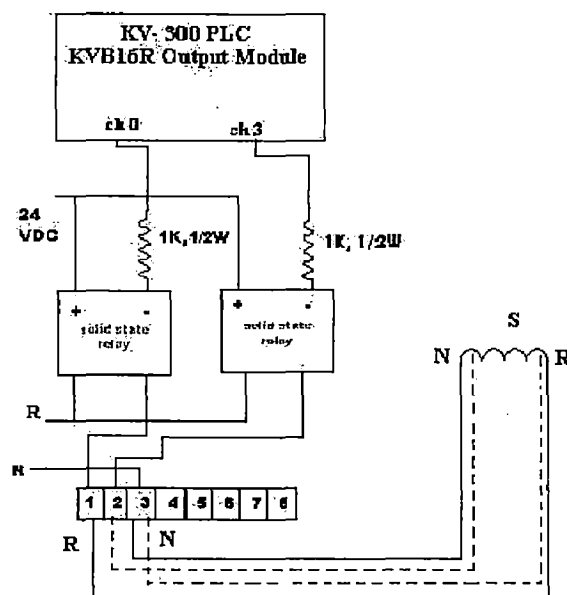 KV- 300 PLC
KVB16R Output Module
ch 0
ch 3
24
VDC
1K, 1/2W
1K, 1/2W
+ -
+ -
solid state
relay
solid state
relay
S
N R
R
N
1 2 3 4 5 6 7 8
R N